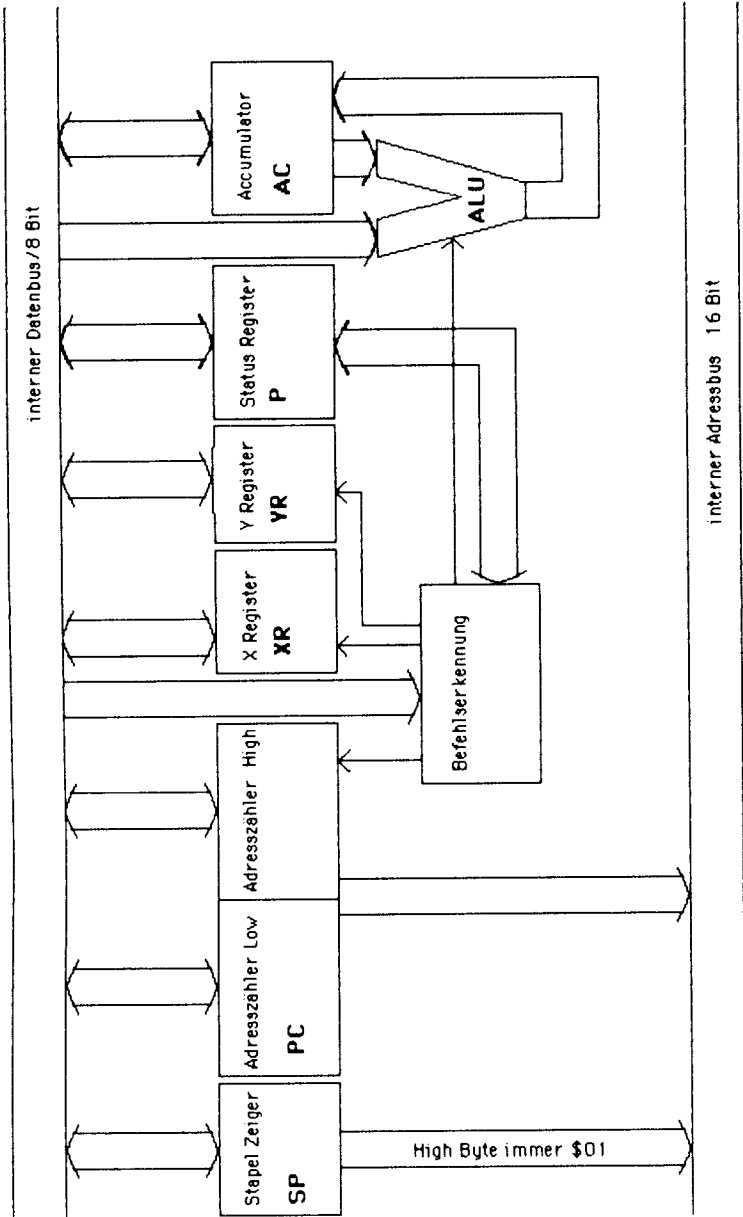 interner Datenbus/8 Bit
Stapel Zeiger
SP
Adresszähler Low
PC
Adresszähler High
X Register
XR
Y Register
YR
Status Register
P
Accumulator
AC
ALU
Befehlserkennung
High Byte immer $01
interner Adressbus 16 Bit